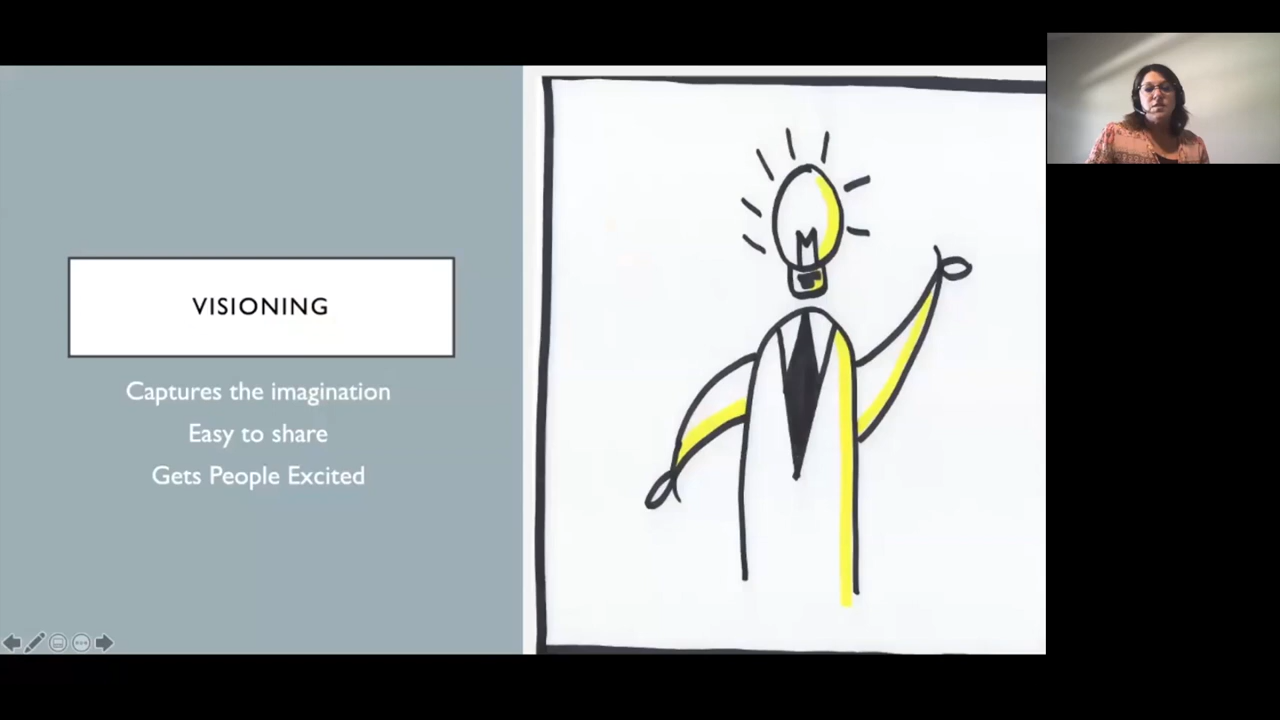 VISIONING
Captures the imagination
Easy to share
Gets People Excited